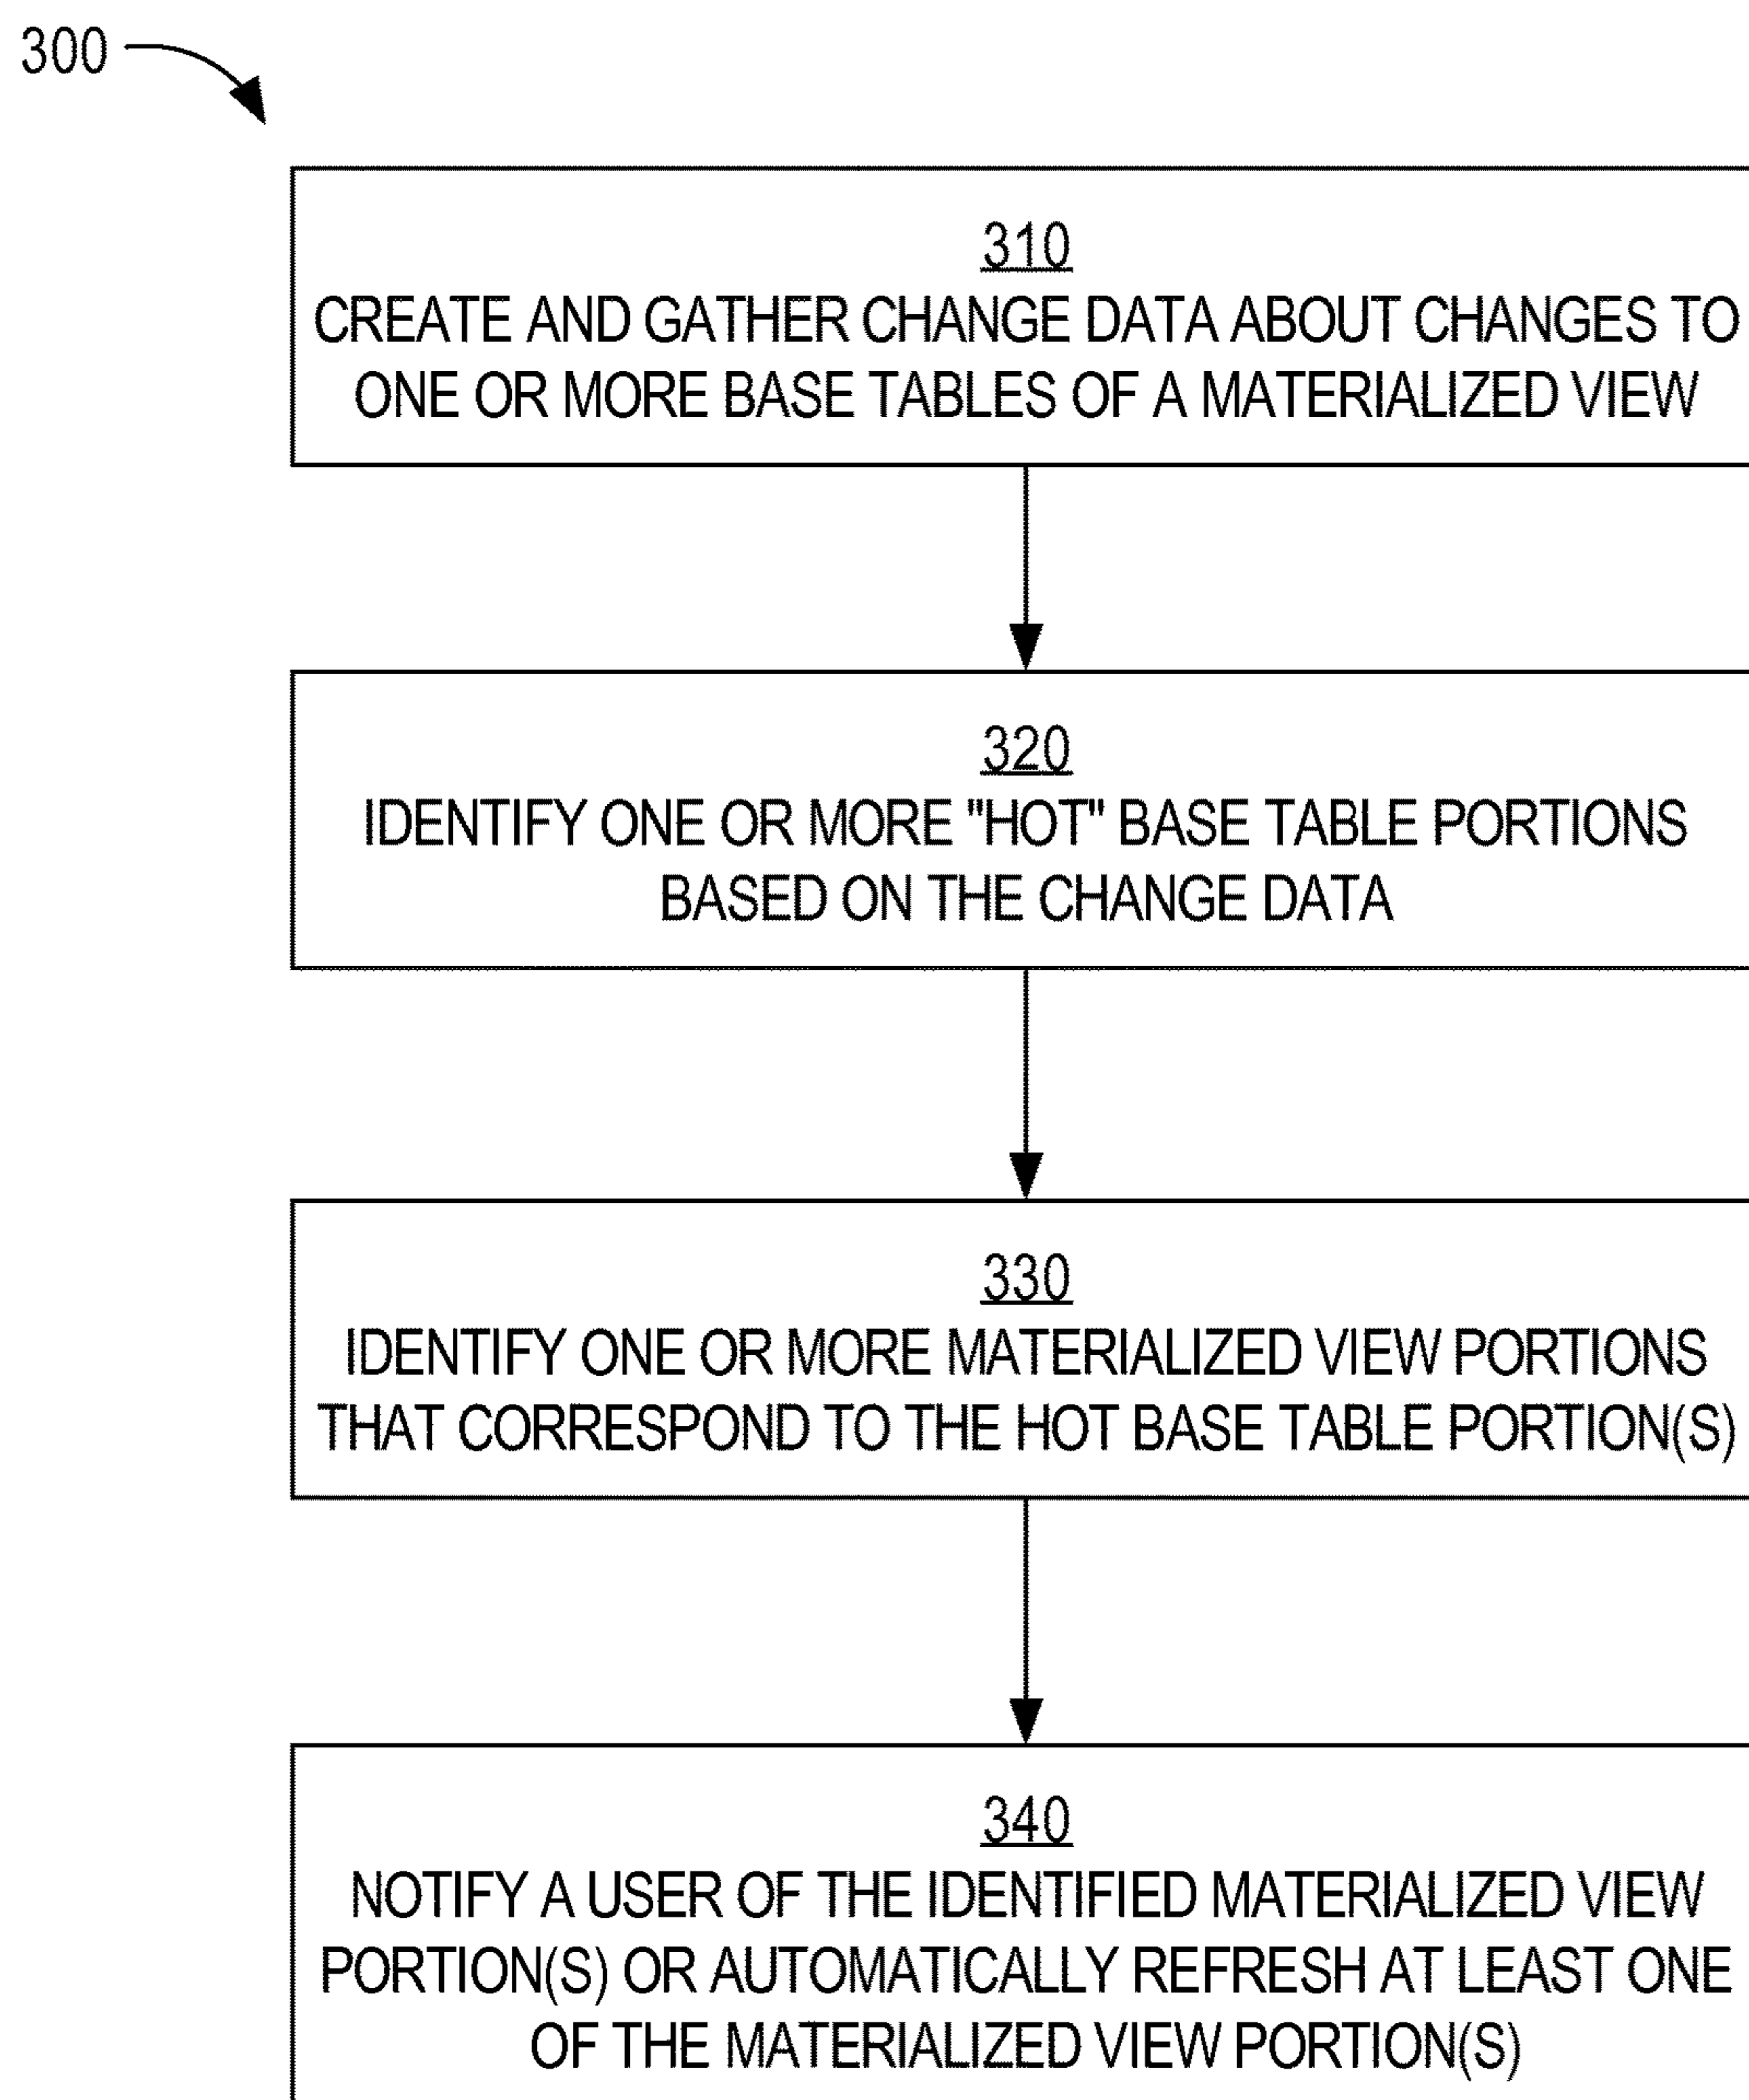 300
310
CREATE AND GATHER CHANGE DATA ABOUT CHANGES TO
ONE OR MORE BASE TABLES OF A MATERIALIZED VIEW
320
IDENTIFY ONE OR MORE "HOT" BASE TABLE PORTIONS
BASED ON THE CHANGE DATA
330
IDENTIFY ONE OR MORE MATERIALIZED VIEW PORTIONS
THAT CORRESPOND TO THE HOT BASE TABLE PORTION(S)
340
NOTIFY A USER OF THE IDENTIFIED MATERIALIZED VIEW
PORTION(S) OR AUTOMATICALLY REFRESH AT LEAST ONE
OF THE MATERIALIZED VIEW PORTION(S)